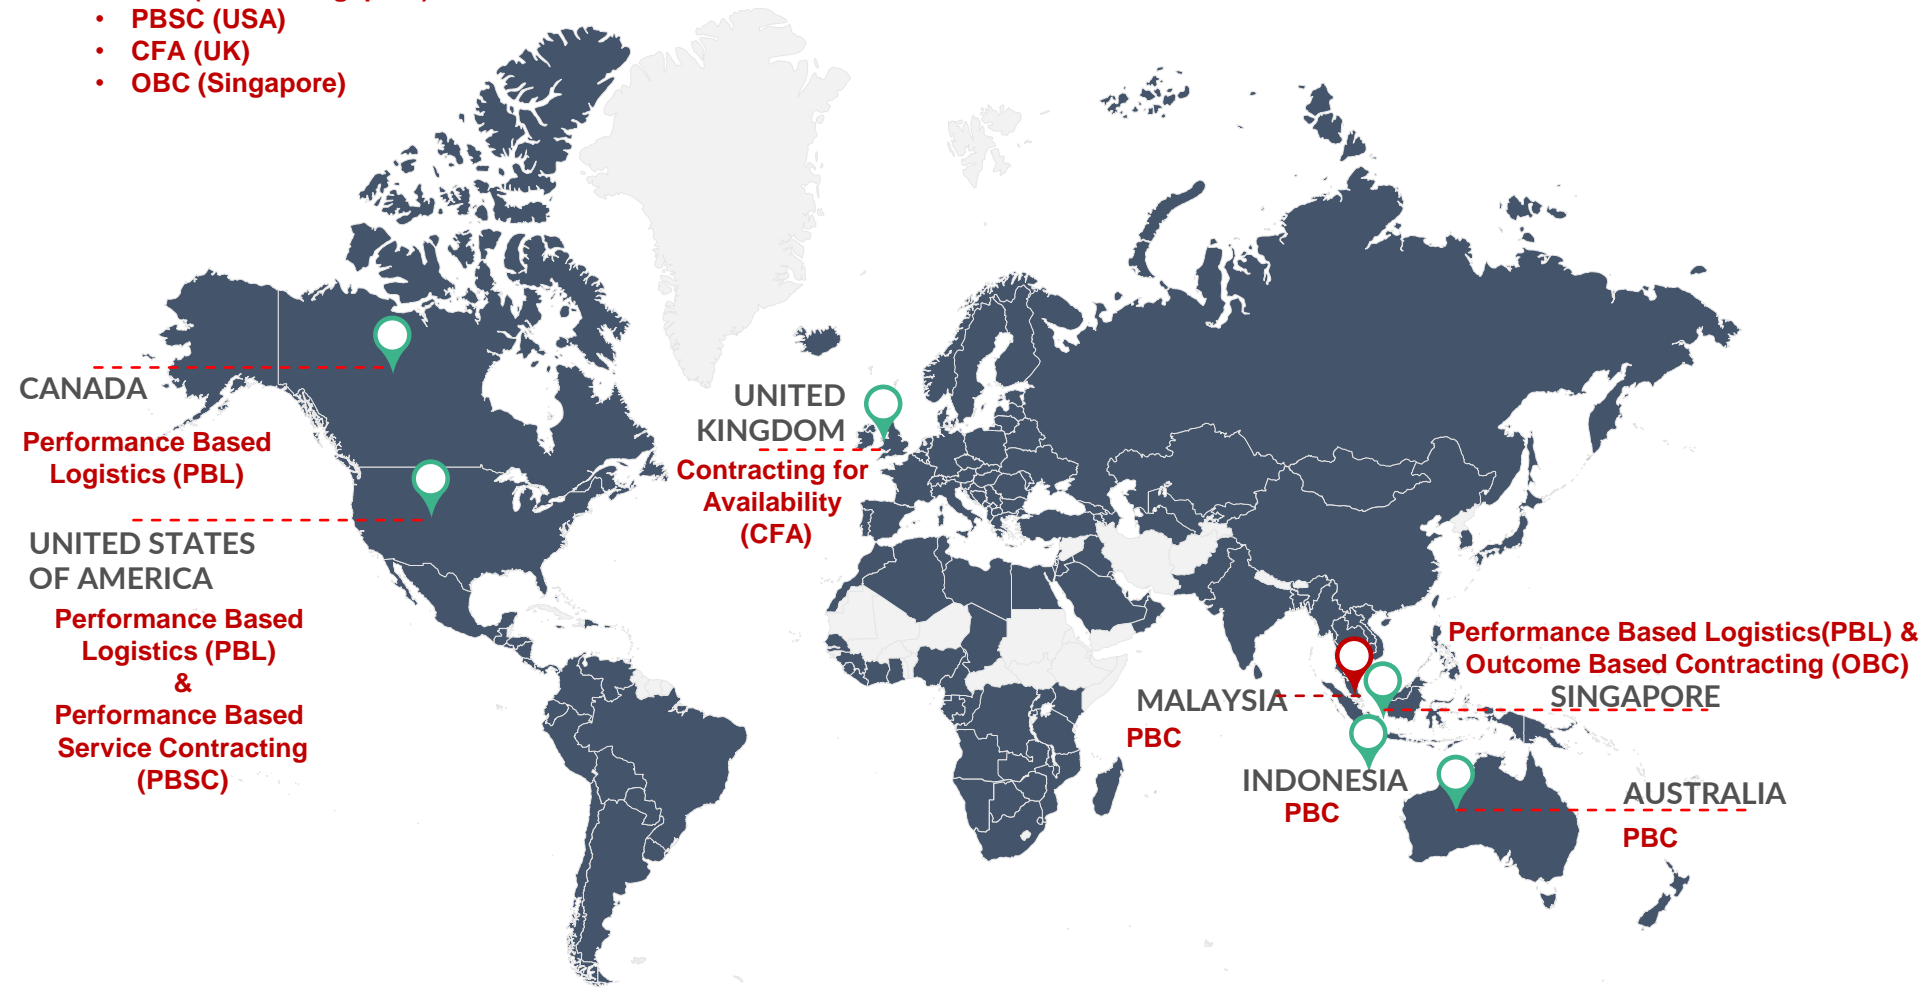 • PBSC (USA)
• CFA (UK)
• OBC (Singapore)
CANADA
Performance Based
Logistics (PBL)
UNITED STATES
OF AMERICA
Performance Based
Logistics (PBL)
&
Performance Based
Service Contracting
(PBSC)
UNITED
KINGDOM
Contracting for
Availability
(CFA)
MALAYSIA
PBC
Performance Based Logistics(PBL) &
Outcome Based Contracting (OBC)
SINGAPORE
INDONESIA
PBC
AUSTRALIA
PBC